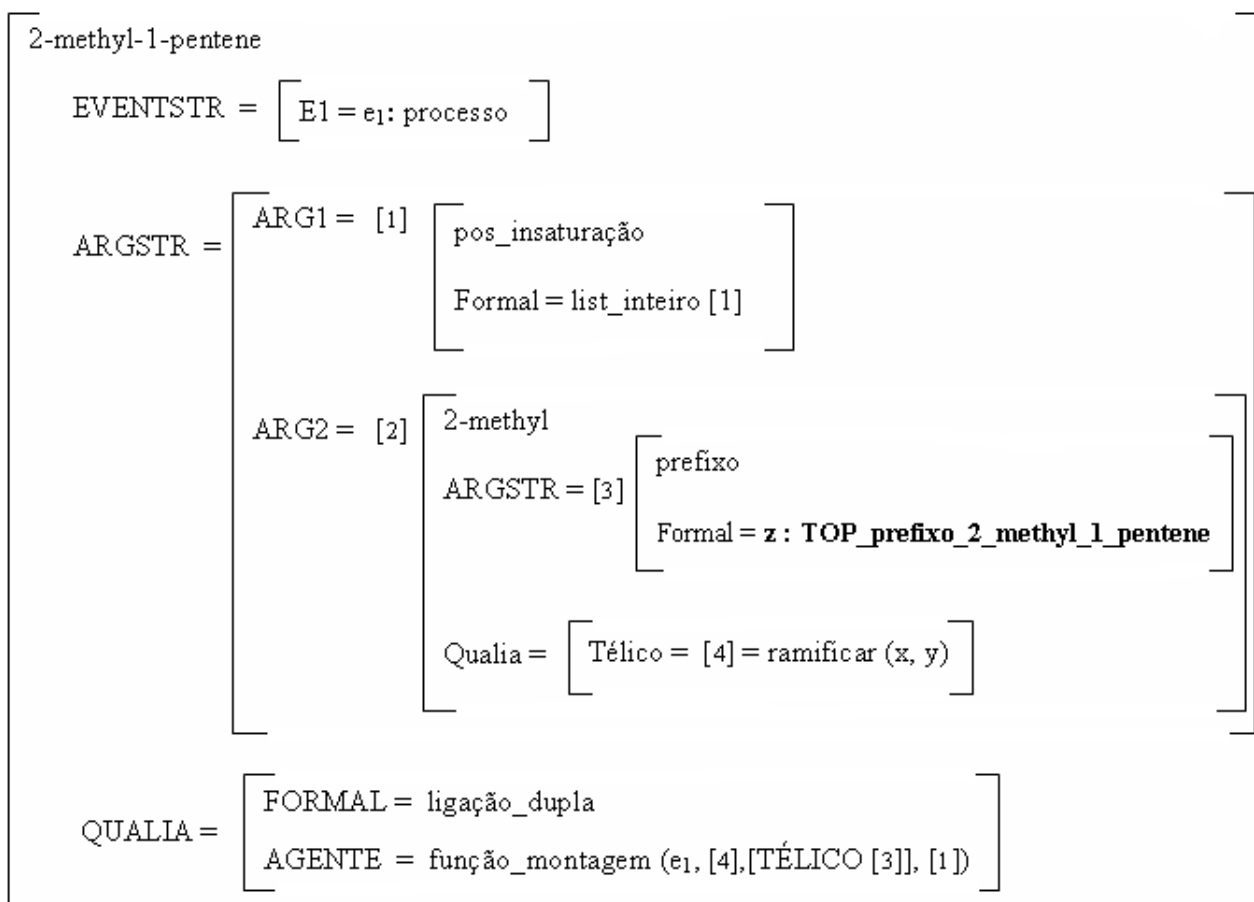 2-methyl-1-pentene
EVENTSTR = E1 = e₁: processo
ARGSTR =
ARG1 = [1]
pos_insaturação
Formal = list_inteiro [1]
ARG2 = [2]
2-methyl
ARGSTR = [3]
prefixo
Formal = z : TOP_prefixo_2_methyl_1_pentene
Qualia = Télico = [4] = ramificar (x, y)
QUALIA =
FORMAL = ligação_dupla
AGENTE = função_montagem (e₁, [4],[TÉLICO [3]], [1])